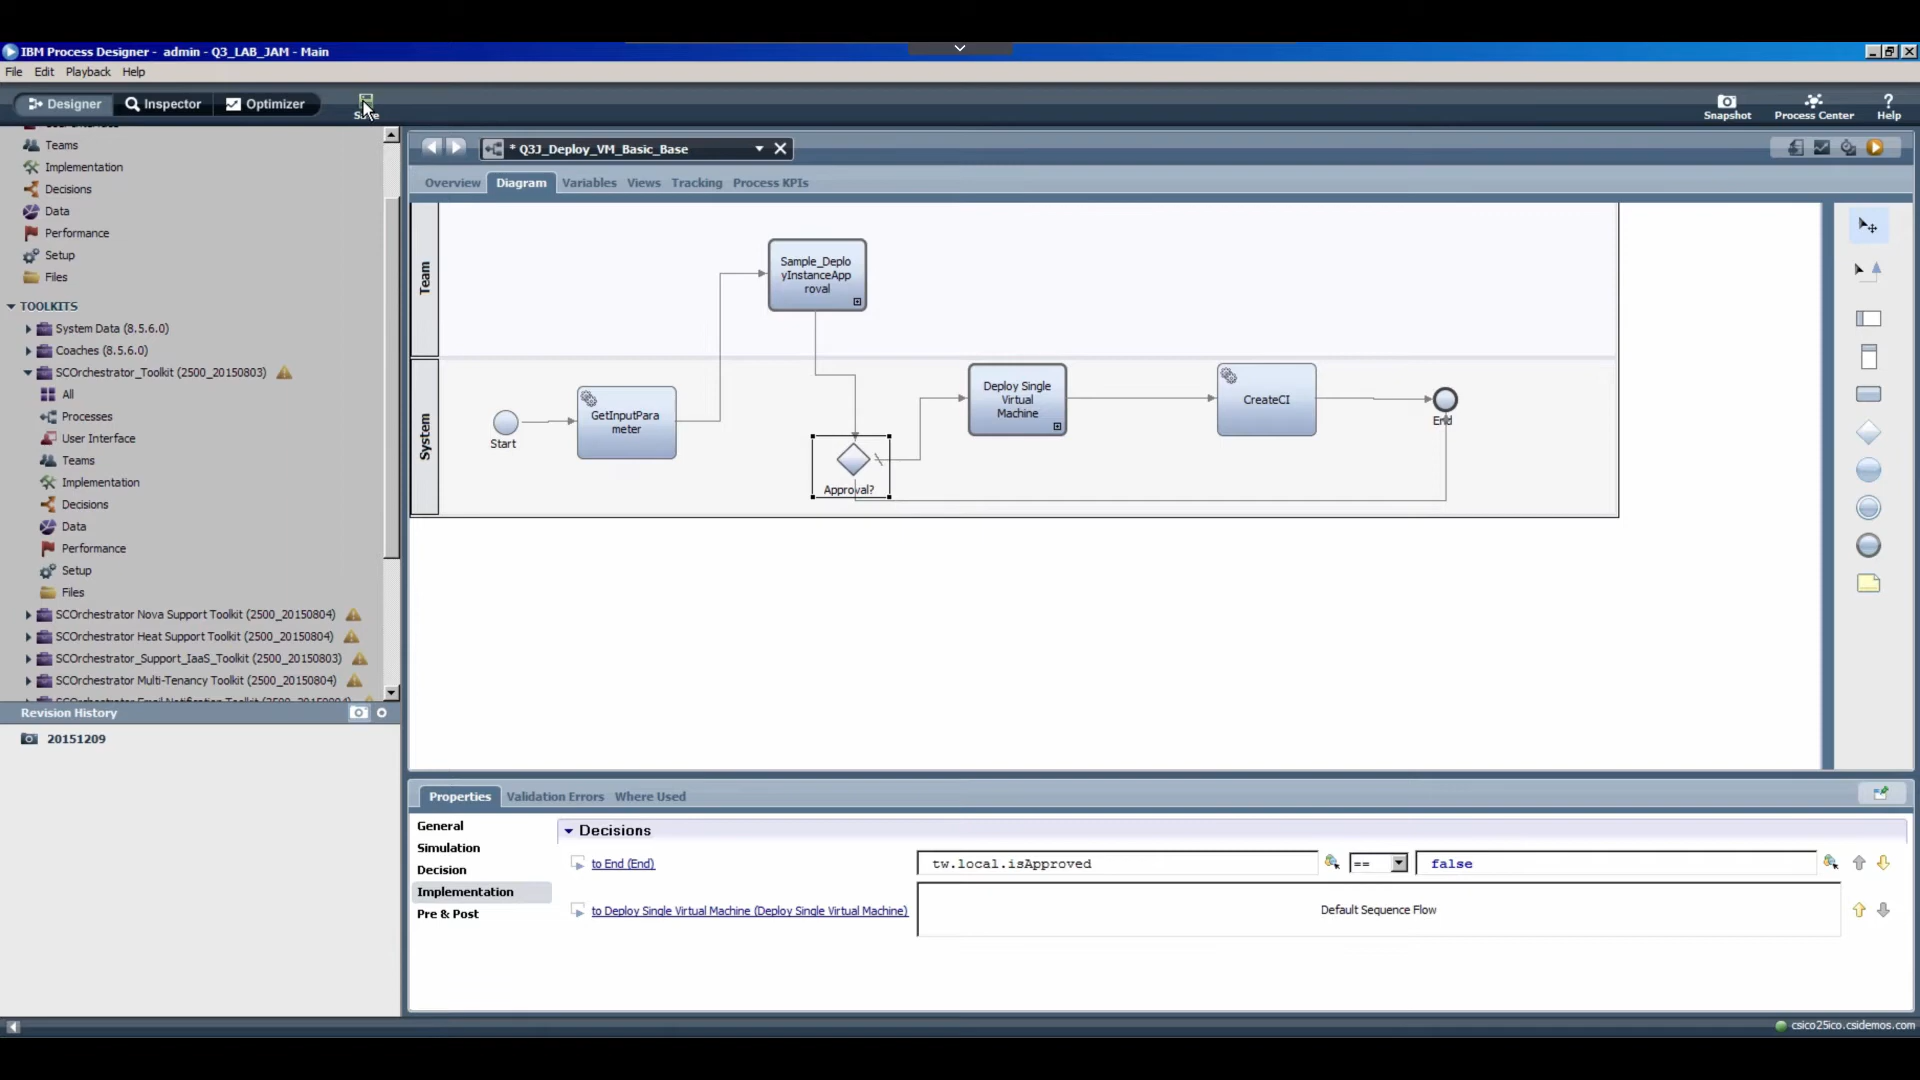 IBM Process Designer - admin - Q3_LAB_JAM - Main
File Edit Playback Help
Designer Inspector Optimizer
Snapshot Process Center Help
Teams
Implementation
Decisions
Data
Performance
Setup
Files
TOOLKITS
System Data (8.5.6.0)
Coaches (8.5.6.0)
SCOrchestrator_Toolkit (2500_20150803)
All
Processes
User Interface
Teams
Implementation
Decisions
Data
Performance
Setup
Files
SCOrchestrator Nova Support Toolkit (2500_20150804)
SCOrchestrator Heat Support Toolkit (2500_20150804)
SCOrchestrator_Support_IaaS_Toolkit (2500_20150803)
SCOrchestrator Multi-Tenancy Toolkit (2500_20150804)
Revision History
20151209
* Q3J_Deploy_VM_Basic_Base
Overview Diagram Variables Views Tracking Process KPIs
Team
Sample_Deplo
yInstanceApp
roval
System
Start
GetInputPara
meter
Approval?
Deploy Single
Virtual
Machine
CreateCI
End
Properties Validation Errors Where Used
General
Simulation
Decision
Implementation
Pre & Post
Decisions
to End (End) tw.local.isApproved == false
to Deploy Single Virtual Machine (Deploy Single Virtual Machine) Default Sequence Flow
csico25ico.csidemos.com